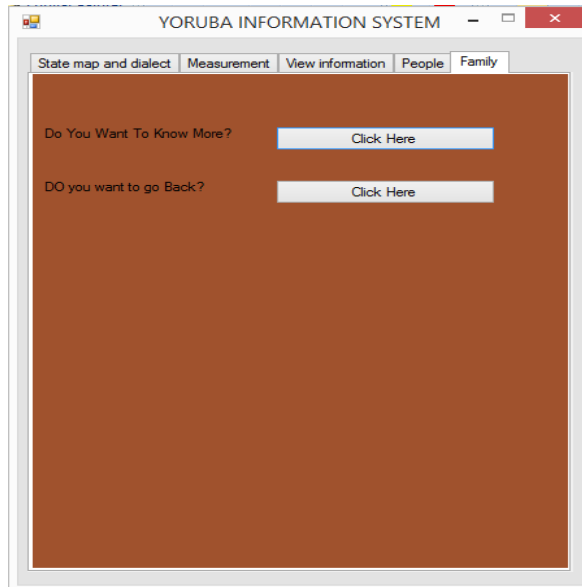 YORUBA INFORMATION SYSTEM
State map and dialect Measurement View information People Family
Do You Want To Know More? Click Here
DO you want to go Back? Click Here